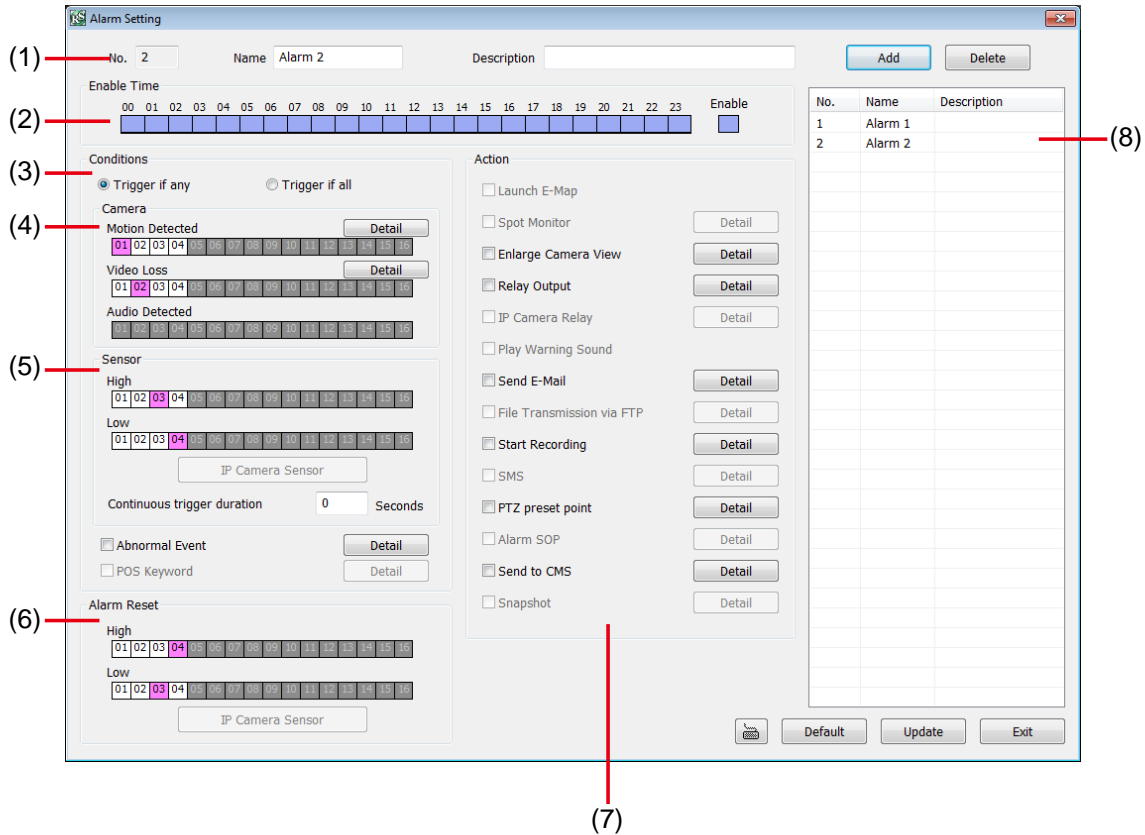 Alarm Setting
(1)
No. 2 Name Alarm 2 Description Add Delete
Enable Time
00 01 02 03 04 05 06 07 08 09 10 11 12 13 14 15 16 17 18 19 20 21 22 23 Enable
(2)
Conditions
(3)
Trigger if any Trigger if all
Camera
(4)
Motion Detected Detail
01 02 03 04 05 06 07 08 09 10 11 12 13 14 15 16
Video Loss Detail
01 02 03 04 05 06 07 08 09 10 11 12 13 14 15 16
Audio Detected
01 02 03 04 05 06 07 08 09 10 11 12 13 14 15 16
Sensor
(5)
High
01 02 03 04 05 06 07 08 09 10 11 12 13 14 15 16
Low
01 02 03 04 05 06 07 08 09 10 11 12 13 14 15 16
IP Camera Sensor
Continuous trigger duration 0 Seconds
Abnormal Event Detail
POS Keyword Detail
Alarm Reset
(6)
High
01 02 03 04 05 06 07 08 09 10 11 12 13 14 15 16
Low
01 02 03 04 05 06 07 08 09 10 11 12 13 14 15 16
IP Camera Sensor
Action
Launch E-Map
Spot Monitor Detail
Enlarge Camera View Detail
Relay Output Detail
IP Camera Relay Detail
Play Warning Sound
Send E-Mail Detail
File Transmission via FTP Detail
Start Recording Detail
SMS Detail
PTZ preset point Detail
Alarm SOP Detail
Send to CMS Detail
Snapshot Detail
(7)
No. Name Description
1 Alarm 1
2 Alarm 2
(8)
Default Update Exit